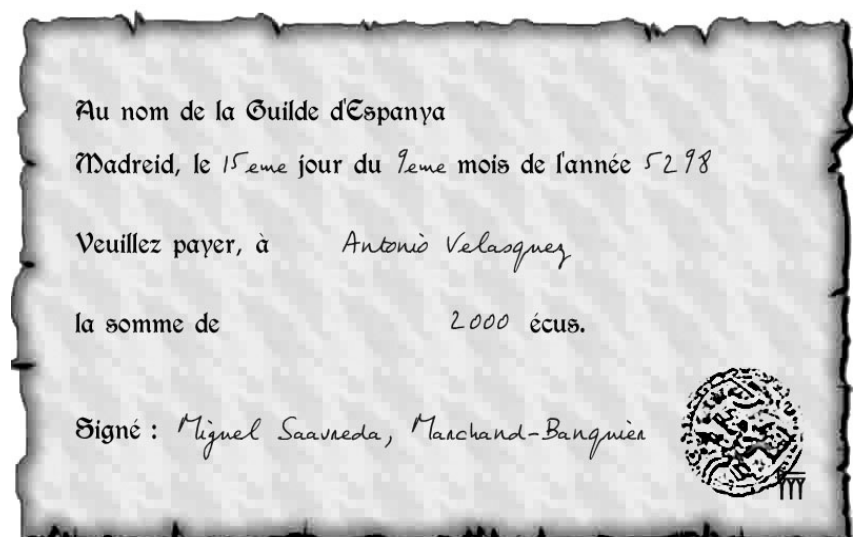 Au nom de la Guilde d'Espanya
Madreid, le 15eme jour du 9eme mois de l'année 5298
Veuillez payer, à Antonio Velasquez
la somme de 2000 écus.
Signé : Miguel Saavreda, Marchand-Banquier